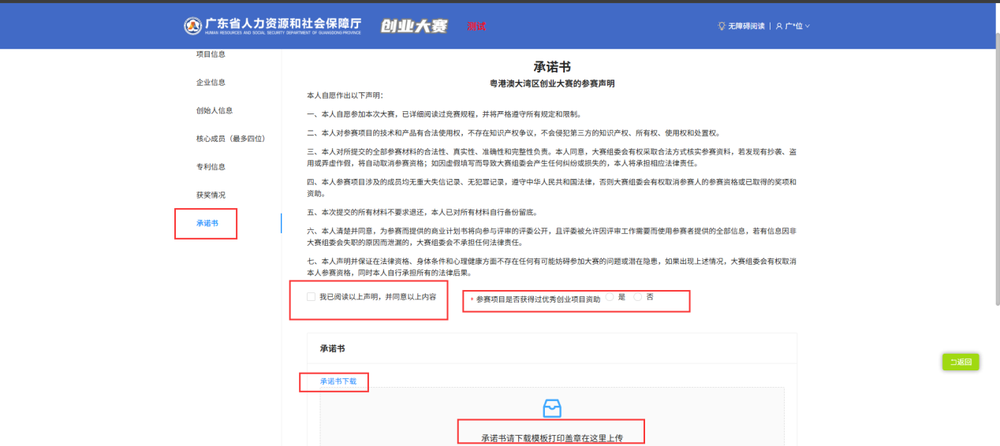 广东省人力资源和社会保障厅
HUMAN RESOURCES AND SOCIAL SECURITY DEPARTMENT OF GUANGDONG PROVINCE
创业大赛
测试
无障碍阅读
广*位
项目信息
企业信息
创始人信息
核心成员（最多四位）
专利信息
获奖情况
承诺书
承诺书
粤港澳大湾区创业大赛的参赛声明
本人自愿作出以下声明：
一、本人自愿参加本次大赛，已详细阅读过竞赛规程，并将严格遵守所有规定和限制。
二、本人对参赛项目的技术和产品有合法使用权，不存在知识产权争议，不会侵犯第三方的知识产权、所有权、使用权和处置权。
三、本人对所提交的全部参赛材料的合法性、真实性、准确性和完整性负责。本人同意，大赛组委会有权采取合法方式核实参赛资料，若发现有抄袭、盗
用或弄虚作假，将自动取消参赛资格；如因虚假填写而导致大赛组委会产生任何纠纷或损失的，本人将承担相应法律责任。
四、本人参赛项目涉及的成员均无重大失信记录、无犯罪记录，遵守中华人民共和国法律，否则大赛组委会有权取消参赛人的参赛资格或已取得的奖项和
资助。
五、本次提交的所有材料不要求退还，本人已对所有材料自行备份留底。
六、本人清楚并同意，为参赛而提供的商业计划书将向参与评审的评委公开，且评委被允许因评审工作需要而使用参赛者提供的全部信息，若有信息因非
大赛组委会失职的原因而泄漏的，大赛组委会不承担任何法律责任。
七、本人声明并保证在法律资格、身体条件和心理健康方面不存在任何有可能妨碍参加大赛的问题或潜在隐患，如果出现上述情况，大赛组委会有权取消
本人参赛资格，同时本人自行承担所有的法律后果。
我已阅读以上声明，并同意以上内容
* 参赛项目是否获得过优秀创业项目资助 是 否
承诺书
返回
承诺书下载
承诺书请下载模板打印盖章在这里上传